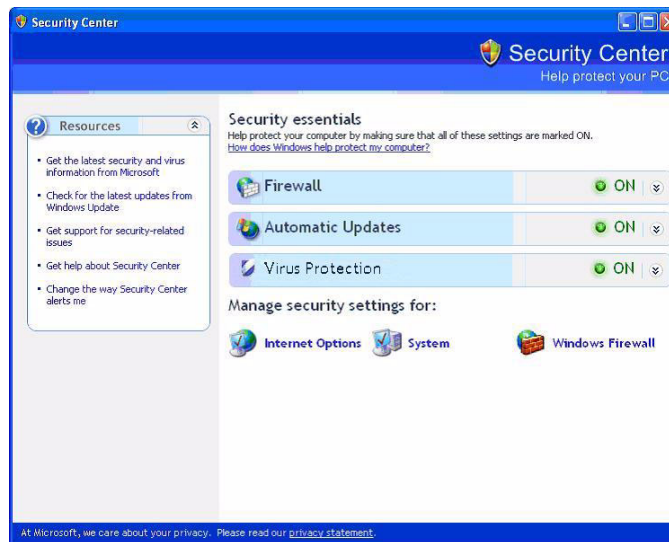 Security Center
Security Center
Help protect your PC
Resources
Get the latest security and virus
information from Microsoft
Check for the latest updates from
Windows Update
Get support for security-related
issues
Get help about Security Center
Change the way Security Center
alerts me
Security essentials
Help protect your computer by making sure that all of these settings are marked ON.
How does Windows help protect my computer?
Firewall ON
Automatic Updates ON
Virus Protection ON
Manage security settings for:
Internet Options System Windows Firewall
At Microsoft, we care about your privacy. Please read our privacy statement.